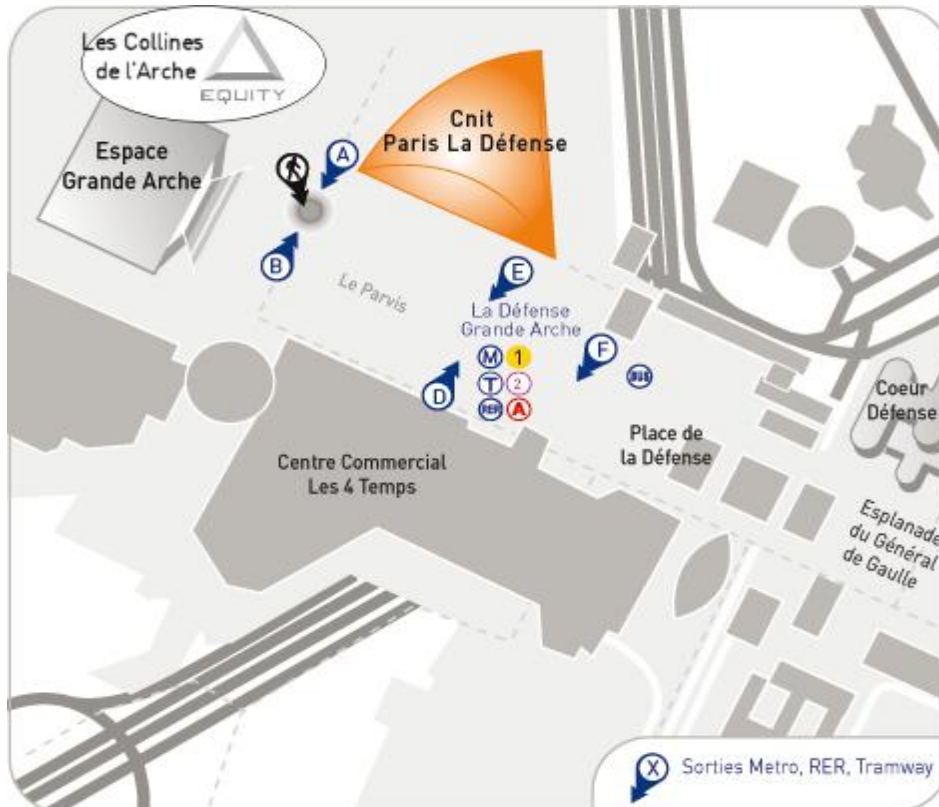 Les Collines
de l'Arche
EQUITY
Espace
Grande Arche
Cnit
Paris La Défense
A
B
Le Parvis
E
La Défense
Grande Arche
M 1
T 2
RER A
D
F
BUS
Coeur
Défense
Place de
la Défense
Centre Commercial
Les 4 Temps
Esplanade
du Général
de Gaulle
X Sorties Metro, RER, Tramway